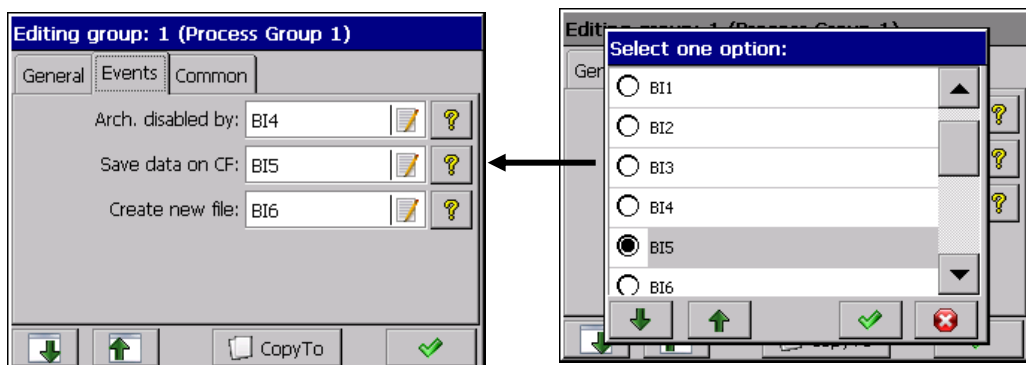 Editing group: 1 (Process Group 1)
General Events Common
Arch. disabled by: BI4
Save data on CF: BI5
Create new file: BI6
CopyTo
Select one option:
BI1
BI2
BI3
BI4
BI5
BI6